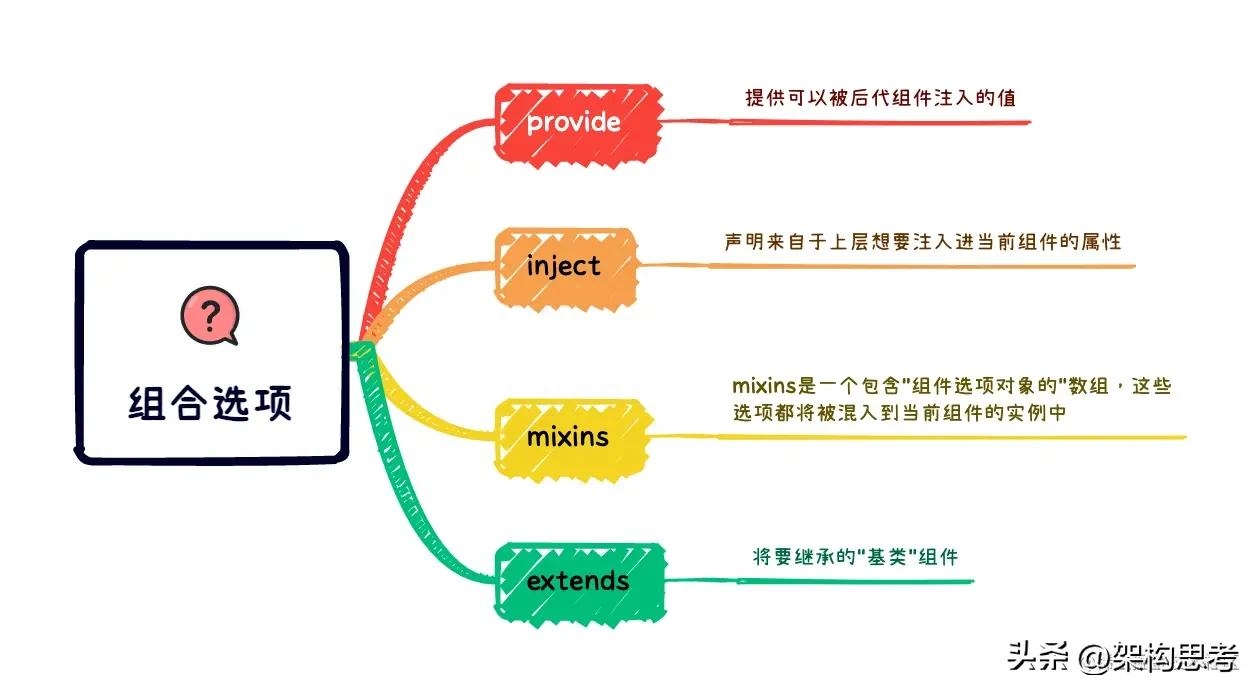 提供可以被后代组件注入的值
provide
声明来自于上层想要注入进当前组件的属性
inject
?
组合选项
mixins是一个包含"组件选项对象的"数组，这些
选项都将被混入到当前组件的实例中
mixins
将要继承的"基类"组件
extends
头条 @架构思考